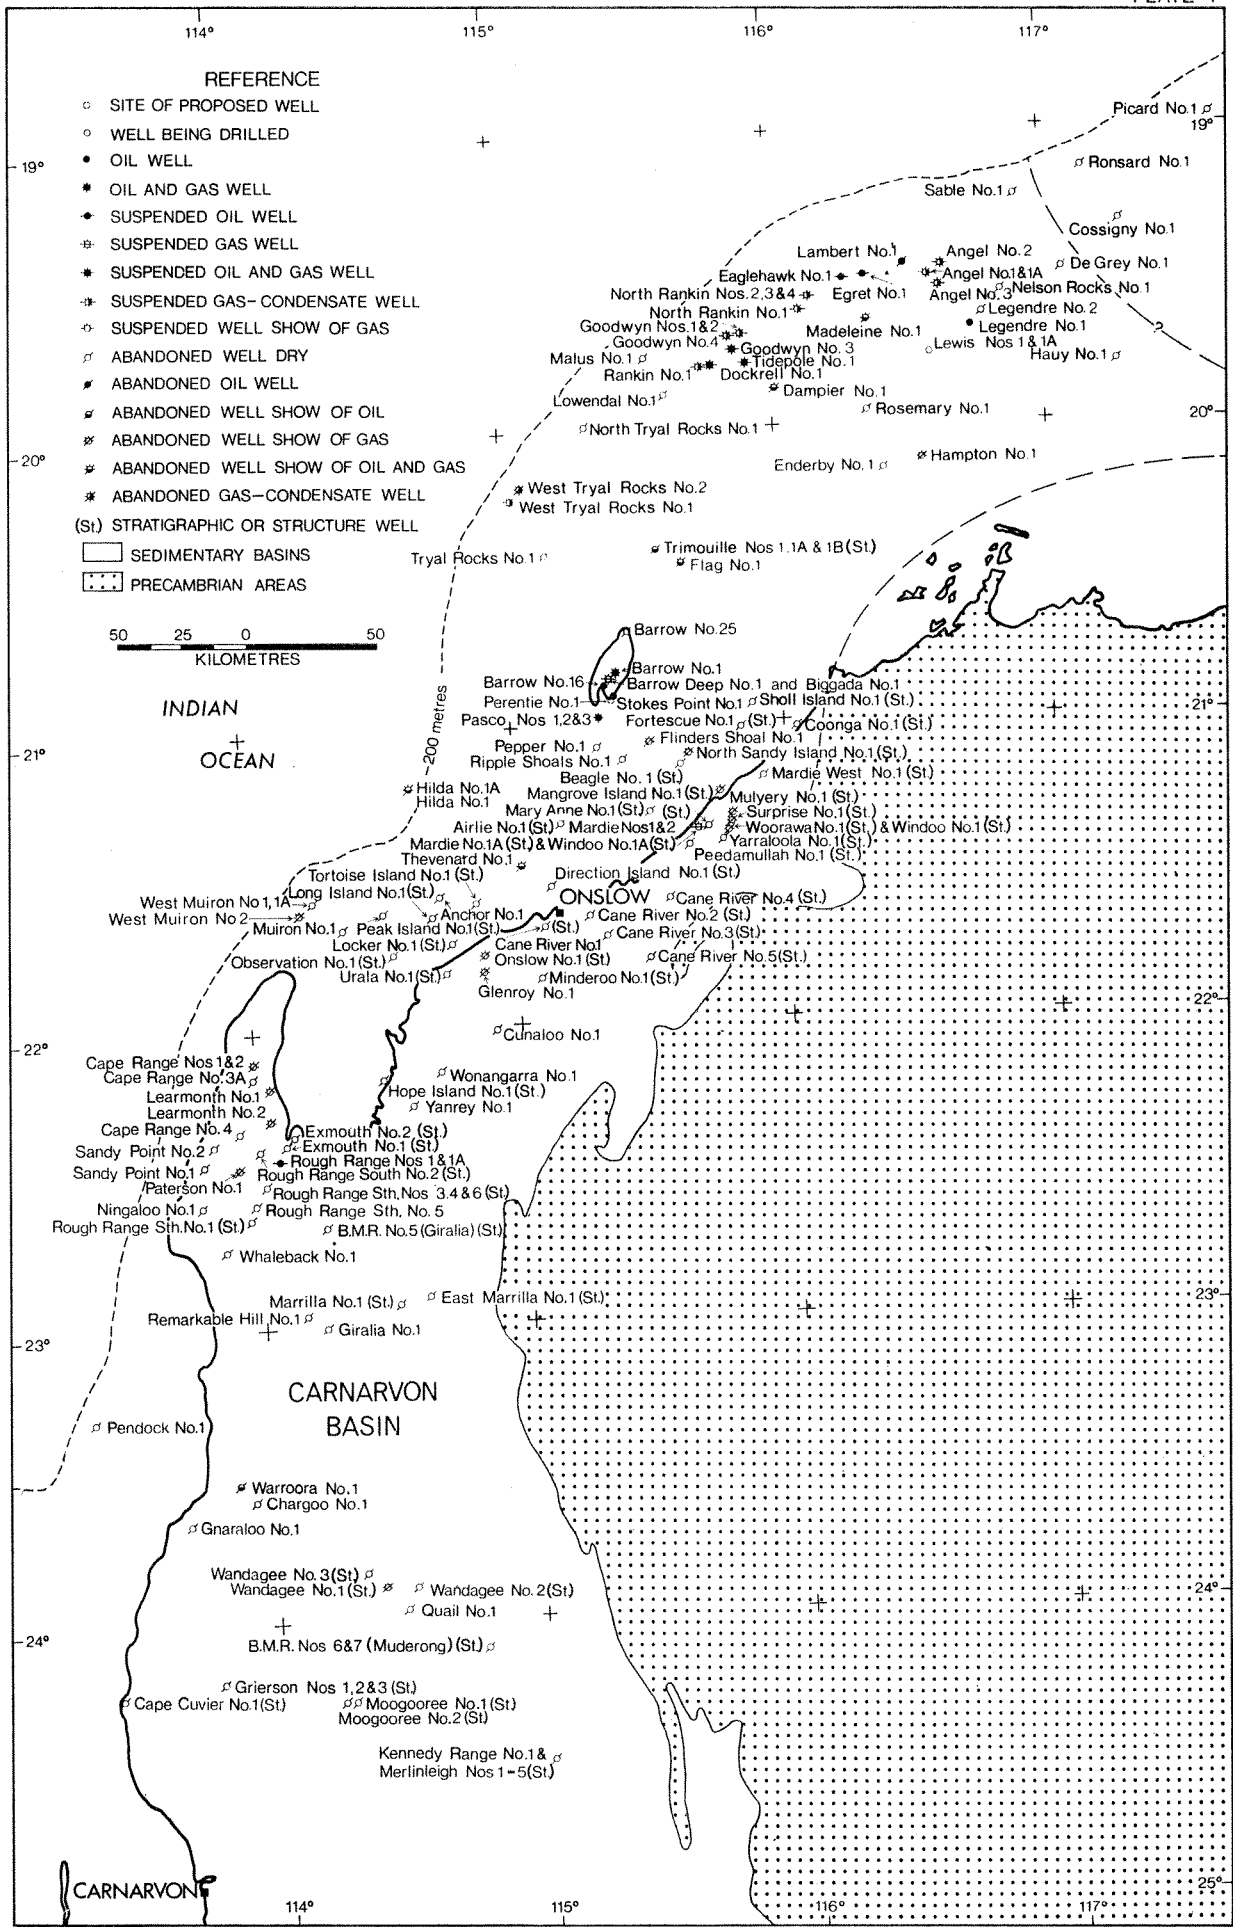 114°
115°
116°
117°
REFERENCE
SITE OF PROPOSED WELL
WELL BEING DRILLED
OIL WELL
OIL AND GAS WELL
SUSPENDED OIL WELL
SUSPENDED GAS WELL
SUSPENDED OIL AND GAS WELL
SUSPENDED GAS-CONDENSATE WELL
SUSPENDED WELL SHOW OF GAS
ABANDONED WELL DRY
ABANDONED OIL WELL
ABANDONED WELL SHOW OF OIL
ABANDONED WELL SHOW OF GAS
ABANDONED WELL SHOW OF OIL AND GAS
ABANDONED GAS-CONDENSATE WELL
(St.) STRATIGRAPHIC OR STRUCTURE WELL
SEDIMENTARY BASINS
PRECAMBRIAN AREAS
50 25 0 50
KILOMETRES
Picard No.1
19°
19°
Ronsard No.1
Sable No.1
Cossigny No.1
Lambert No.1
Angel No.2
De Grey No.1
Eaglehawk No.1
Angel No.1&1A
North Rankin Nos.2,3&4
Egret No.1
Angel No.3
Nelson Rocks No.1
North Rankin No.1
Legendre No.2
Goodwyn Nos.1&2
Madeleine No.1
Legendre No.1
Goodwyn No.4
Goodwyn No.3
Lewis Nos 1&1A
?
Malus No.1
Tidepole No.1
Hauy No.1
Rankin No.1
Dockrell No.1
Dampier No.1
Lowendal No.1
Rosemary No.1
20°
North Tryal Rocks No.1
20°
Enderby No.1
Hampton No.1
West Tryal Rocks No.2
West Tryal Rocks No.1
Tryal Rocks No.1
Trimouille Nos 1.1A & 1B(St.)
Flag No.1
Barrow No.25
Barrow No.1
Barrow No.16
Barrow Deep No.1 and Biggada No.1
Perentie No.1
Stokes Point No.1
Sholl Island No.1 (St.)
INDIAN
OCEAN
200 metres
21°
Pasco Nos 1,2&3
Fortescue No.1 (St.)
Coonga No.1 (St.)
Flinders Shoal No.1
Pepper No.1
North Sandy Island No.1 (St.)
21°
Ripple Shoals No.1
Beagle No.1 (St.)
Mardie West No.1 (St.)
Hilda No.1A
Hilda No.1
Mangrove Island No.1 (St.)
Mulyery No.1 (St.)
Mary Anne No.1 (St.)
(St.)
Surprise No.1 (St.)
Airlie No.1 (St.)
Mardie Nos1&2
Woorawa No.1 (St.) & Windoo No.1 (St.)
Mardie No.1A (St.) & Windoo No.1A (St.)
Yarraloola No.1 (St.)
Peedamullah No.1 (St.)
Thevenard No.1
Tortoise Island No.1 (St.)
Direction Island No.1 (St.)
Long Island No.1 (St.)
ONSLOW
Cane River No.4 (St.)
West Muiron No 1,1A
Anchor No.1
Cane River No.2 (St.)
West Muiron No 2
Muiron No.1
Peak Island No.1 (St.)
(St.)
Cane River No.3 (St.)
Locker No.1 (St.)
Cane River No.1
Observation No.1 (St.)
Onslow No.1 (St.)
Cane River No.5 (St.)
Urala No.1 (St.)
Minderoo No.1 (St.)
Glenroy No.1
22°
Cunaloo No.1
22°
Cape Range Nos 1&2
Cape Range No.3A
Wonangarra No.1
Learmonth No.1
Hope Island No.1 (St.)
Learmonth No.2
Yanrey No.1
Cape Range No.4
Exmouth No.2 (St.)
Sandy Point No.2
Exmouth No.1 (St.)
Rough Range Nos 1&1A
Sandy Point No.1
Rough Range South No.2 (St.)
Paterson No.1
Rough Range Sth, Nos 3.4&6 (St.)
Ningaloo No.1
Rough Range Sth, No.5
Rough Range Sth.No.1 (St.)
B.M.R. No.5 (Giralia) (St.)
Whaleback No.1
Marrilla No.1 (St.)
East Marrilla No.1 (St.)
23°
Remarkable Hill No.1
Giralia No.1
23°
CARNARVON
BASIN
Pendock No.1
Warroora No.1
Chargoo No.1
Gnaraloo No.1
Wandagee No.3 (St)
Wandagee No.1 (St.)
Wandagee No.2 (St)
24°
Quail No.1
24°
B.M.R. Nos 6&7 (Muderong) (St.)
Grierson Nos 1,2&3 (St.)
Cape Cuvier No.1 (St.)
Moogooree No.1 (St.)
Moogooree No.2 (St)
Kennedy Range No.1 &
Merlinleigh Nos 1-5 (St.)
25°
CARNARVON
114°
115°
116°
117°